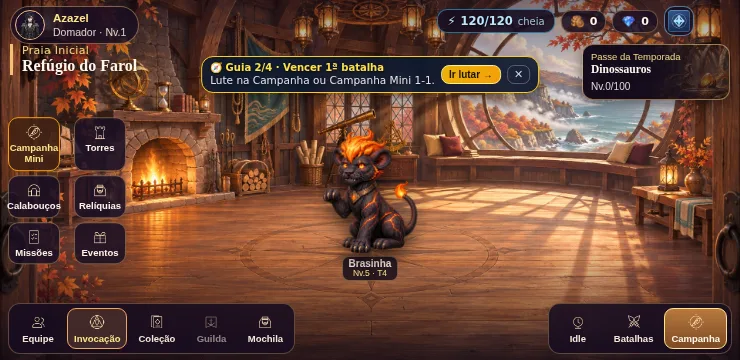 Azazel
Domador · Nv.1
120/120 cheia
0
0
Praia Inicial
Refúgio do Farol
Guia 2/4 · Vencer 1ª batalha
Lute na Campanha ou Campanha Mini 1-1.
Ir lutar →
✕
Passe da Temporada
Dinossauros
Nv.0/100
Campanha
Mini
Torres
Calabouços
Relíquias
Missões
Eventos
Brasinha
Nv.5 · T4
Equipe
Invocação
Coleção
Guilda
Mochila
Idle
Batalhas
Campanha